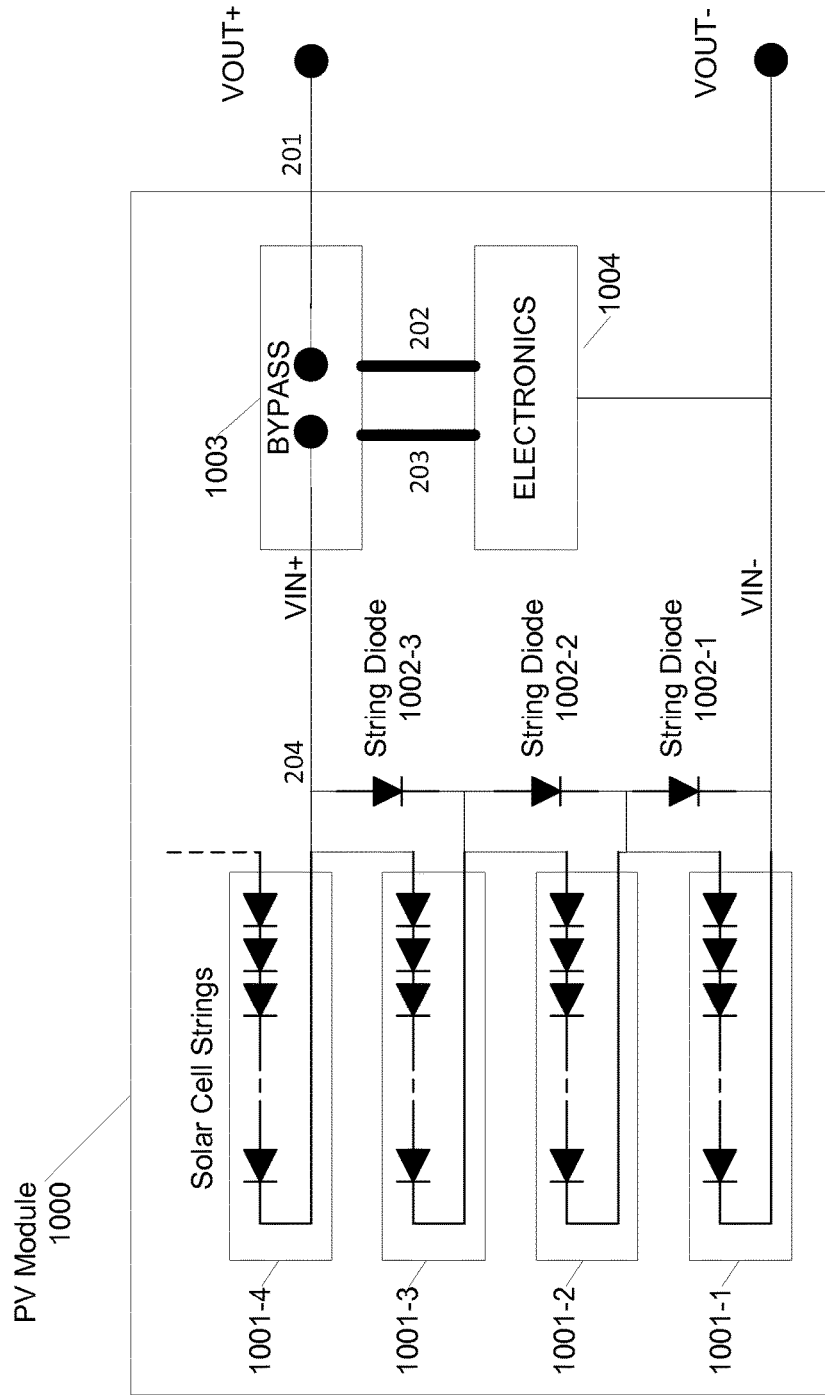 PV Module
1000
Solar Cell Strings
1001-4
1001-3
1001-2
1001-1
204
VIN+
String Diode
1002-3
String Diode
1002-2
String Diode
1002-1
VIN-
1003
BYPASS
203
202
ELECTRONICS
1004
201
VOUT+
VOUT-